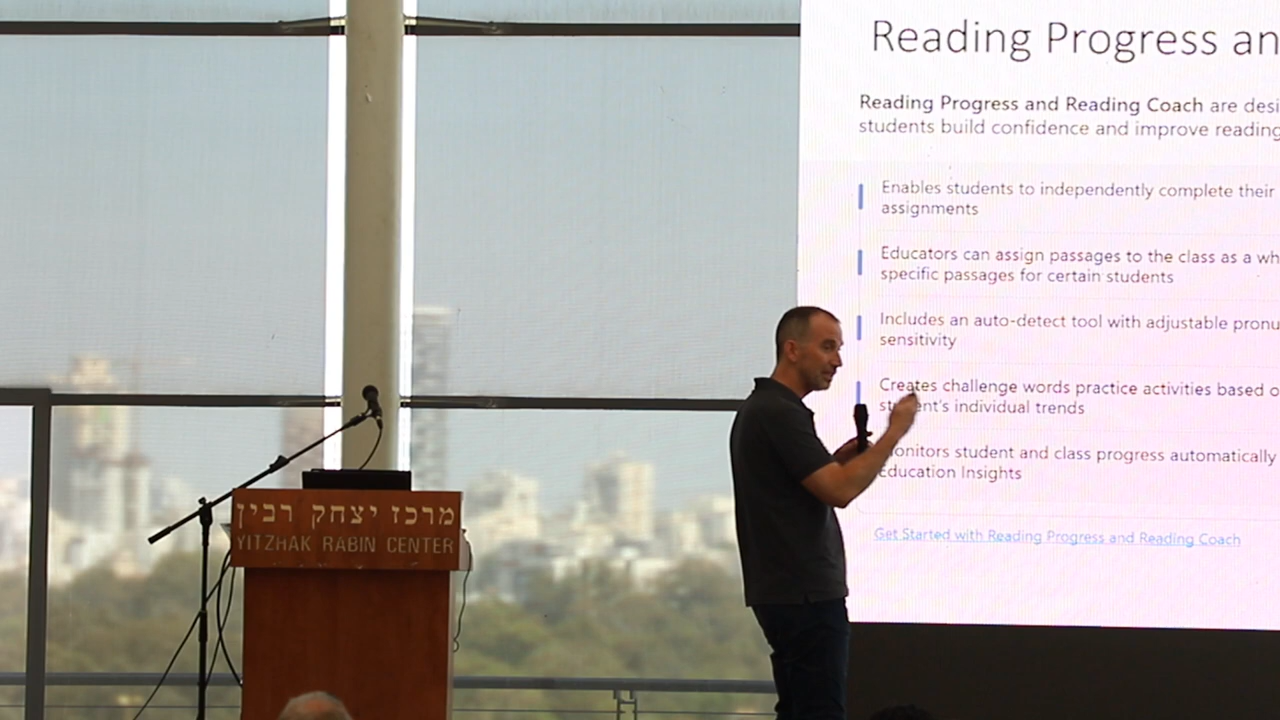 Reading Progress an
Reading Progress and Reading Coach are desi
students build confidence and improve reading
Enables students to independently complete their
assignments
Educators can assign passages to the class as a wh
specific passages for certain students
Includes an auto-detect tool with adjustable pronu
sensitivity
Creates challenge words practice activities based o
student's individual trends
Monitors student and class progress automatically
Education Insights
Get Started with Reading Progress and Reading Coach
מרכז יצחק רבין
YITZHAK RABIN CENTER